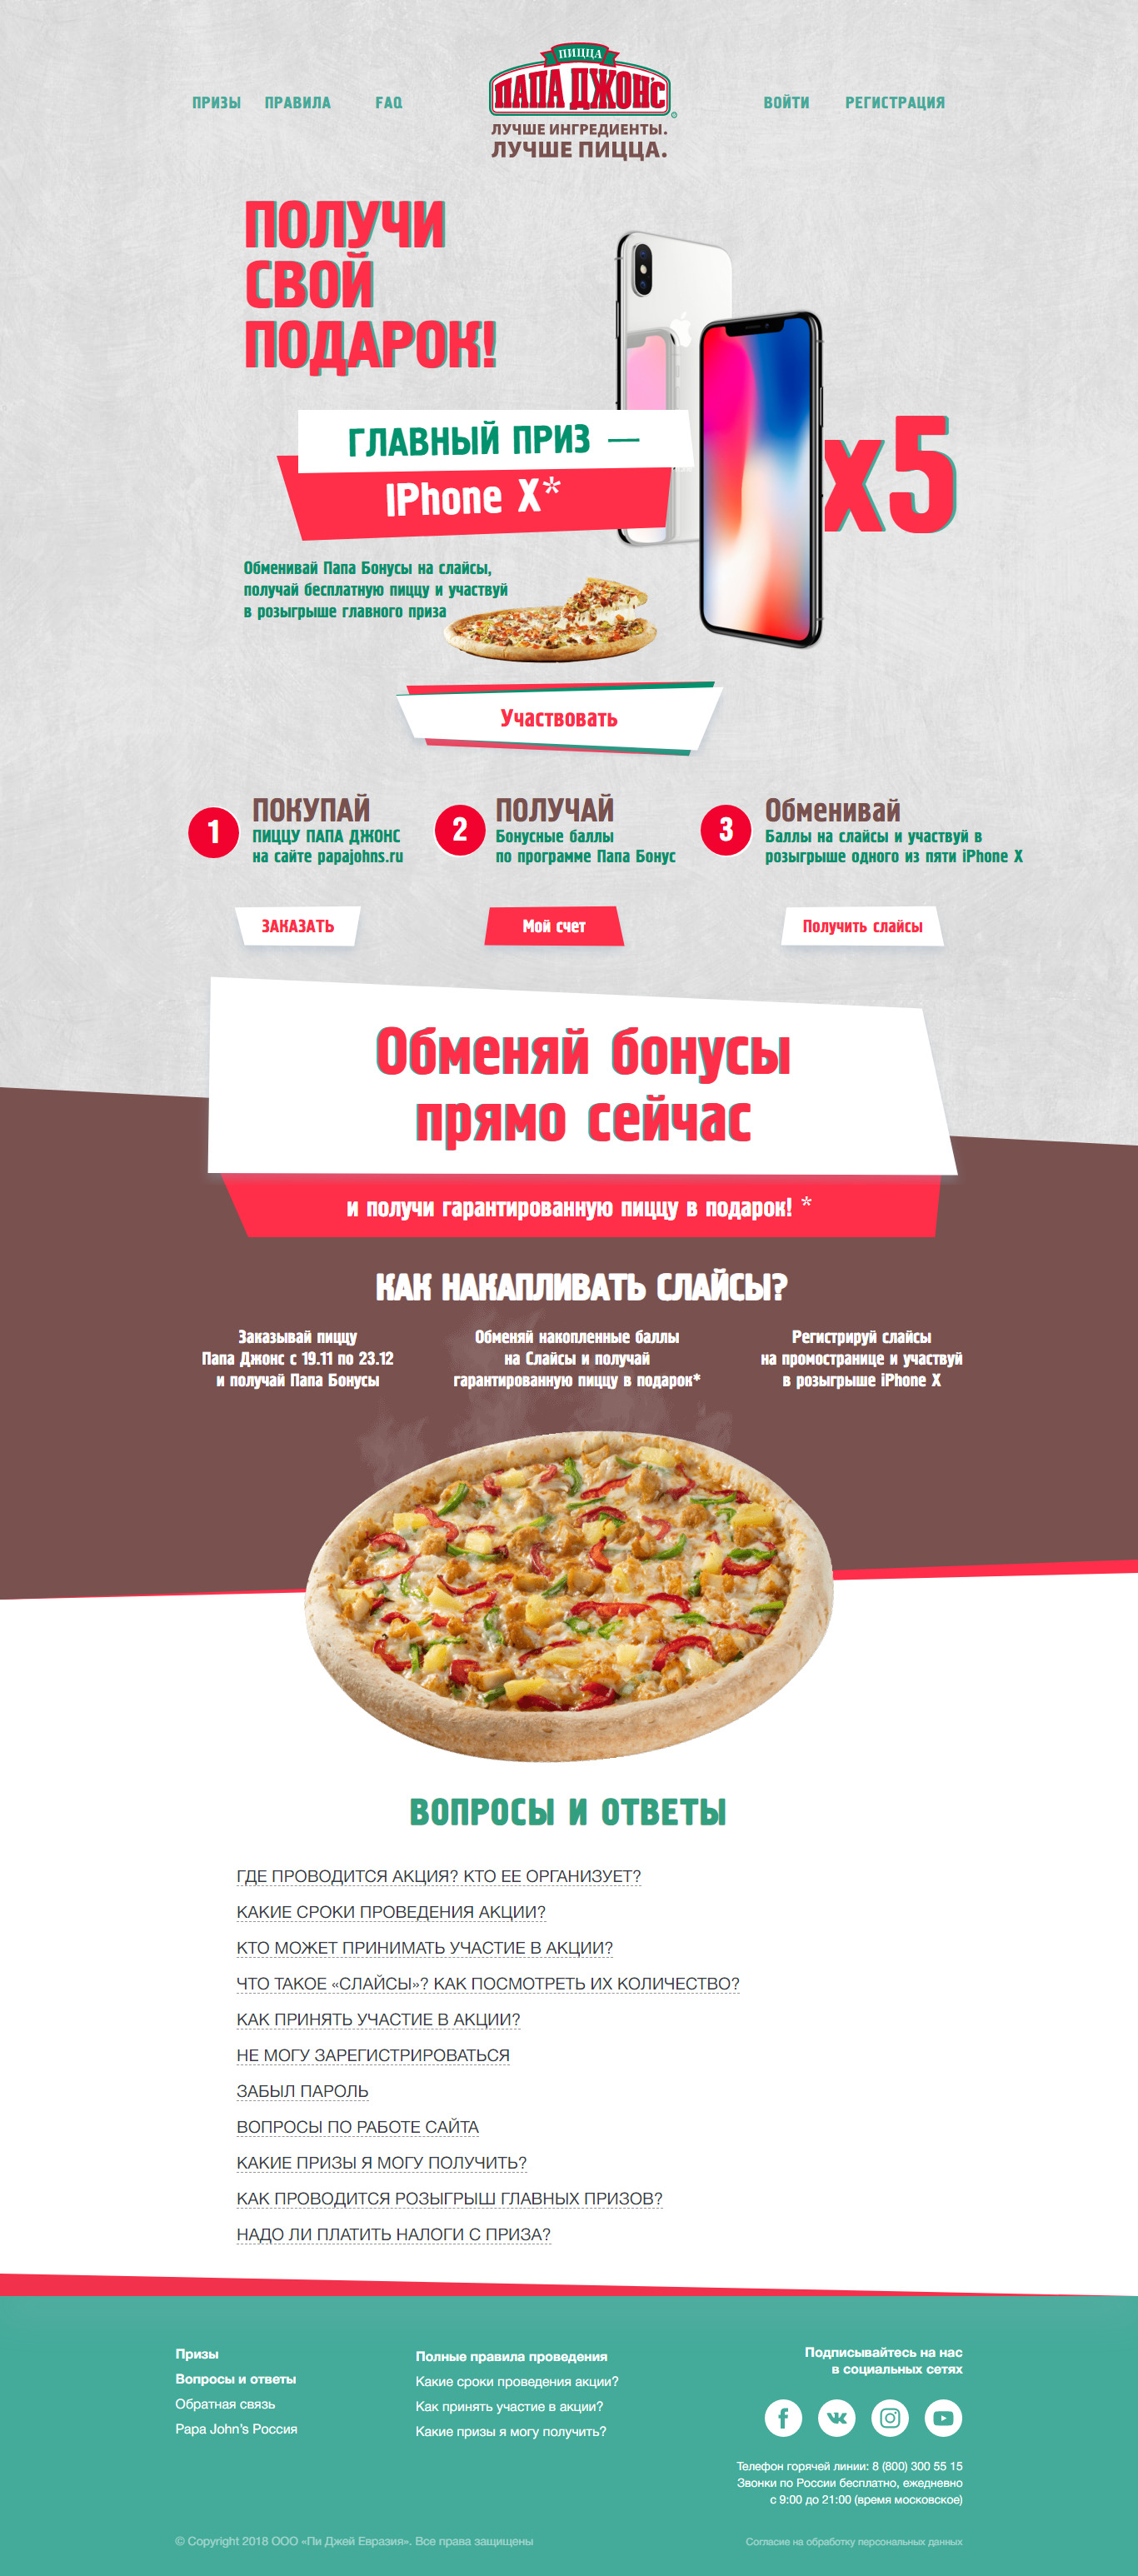 ПРИЗЫ ПРАВИЛА FAQ
ПИЦЦА
ПАПА ДЖОНС
ЛУЧШЕ ИНГРЕДИЕНТЫ.
ЛУЧШЕ ПИЦЦА.
ВОЙТИ РЕГИСТРАЦИЯ
ПОЛУЧИ
СВОЙ
ПОДАРОК!
ГЛАВНЫЙ ПРИЗ —
IPhone X*
x5
Обменивай Папа Бонусы на слайсы,
получай бесплатную пиццу и участвуй
в розыгрыше главного приза
Участвовать
1
ПОКУПАЙ
ПИЦЦУ ПАПА ДЖОНС
на сайте papajohns.ru
2
ПОЛУЧАЙ
Бонусные баллы
по программе Папа Бонус
3
Обменивай
Баллы на слайсы и участвуй в
розыгрыше одного из пяти iPhone X
ЗАКАЗАТЬ
Мой счет
Получить слайсы
Обменяй бонусы
прямо сейчас
и получи гарантированную пиццу в подарок! *
КАК НАКАПЛИВАТЬ СЛАЙСЫ?
Заказывай пиццу
Папа Джонс с 19.11 по 23.12
и получай Папа Бонусы
Обменяй накопленные баллы
на Слайсы и получай
гарантированную пиццу в подарок*
Регистрируй слайсы
на промостранице и участвуй
в розыгрыше iPhone X
ВОПРОСЫ И ОТВЕТЫ
ГДЕ ПРОВОДИТСЯ АКЦИЯ? КТО ЕЕ ОРГАНИЗУЕТ?
КАКИЕ СРОКИ ПРОВЕДЕНИЯ АКЦИИ?
КТО МОЖЕТ ПРИНИМАТЬ УЧАСТИЕ В АКЦИИ?
ЧТО ТАКОЕ «СЛАЙСЫ»? КАК ПОСМОТРЕТЬ ИХ КОЛИЧЕСТВО?
КАК ПРИНЯТЬ УЧАСТИЕ В АКЦИИ?
НЕ МОГУ ЗАРЕГИСТРИРОВАТЬСЯ
ЗАБЫЛ ПАРОЛЬ
ВОПРОСЫ ПО РАБОТЕ САЙТА
КАКИЕ ПРИЗЫ Я МОГУ ПОЛУЧИТЬ?
КАК ПРОВОДИТСЯ РОЗЫГРЫШ ГЛАВНЫХ ПРИЗОВ?
НАДО ЛИ ПЛАТИТЬ НАЛОГИ С ПРИЗА?
Призы
Вопросы и ответы
Обратная связь
Papa John's Россия
Полные правила проведения
Какие сроки проведения акции?
Как принять участие в акции?
Какие призы я могу получить?
Подписывайтесь на нас
в социальных сетях
Телефон горячей линии: 8 (800) 300 55 15
Звонки по России бесплатно, ежедневно
с 9:00 до 21:00 (время московское)
© Copyright 2018 ООО «Пи Джей Евразия». Все права защищены
Согласие на обработку персональных данных